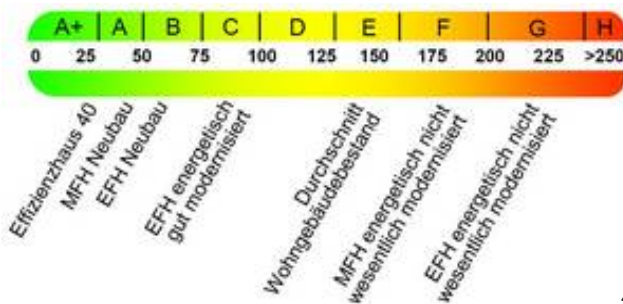 A+ A B C D E F G H
0 25 50 75 100 125 150 175 200 225 >250
Effizienzhaus 40
MFH Neubau
EFH Neubau
EFH energetisch
gut modernisiert
Durchschnitt
Wohngebäudebestand
MFH energetisch nicht
wesentlich modernisiert
EFH energetisch nicht
wesentlich modernisiert